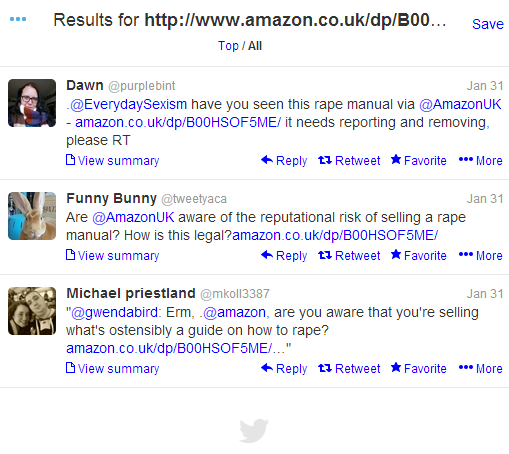 Results for http://www.amazon.co.uk/dp/B00...
Save
Top / All
Dawn @purplebint Jan 31
.@EverydaySexism have you seen this rape manual via @AmazonUK
- amazon.co.uk/dp/B00HSOF5ME/ it needs reporting and removing,
please RT
View summary Reply Retweet Favorite More
Funny Bunny @tweetyaca Jan 31
Are @AmazonUK aware of the reputational risk of selling a rape
manual? How is this legal?amazon.co.uk/dp/B00HSOF5ME/
View summary Reply Retweet Favorite More
Michael priestland @mkoll3387 Jan 31
"@gwendabird: Erm, .@amazon, are you aware that you're selling
what's ostensibly a guide on how to rape?
amazon.co.uk/dp/B00HSOF5ME/…"
View summary Reply Retweet Favorite More